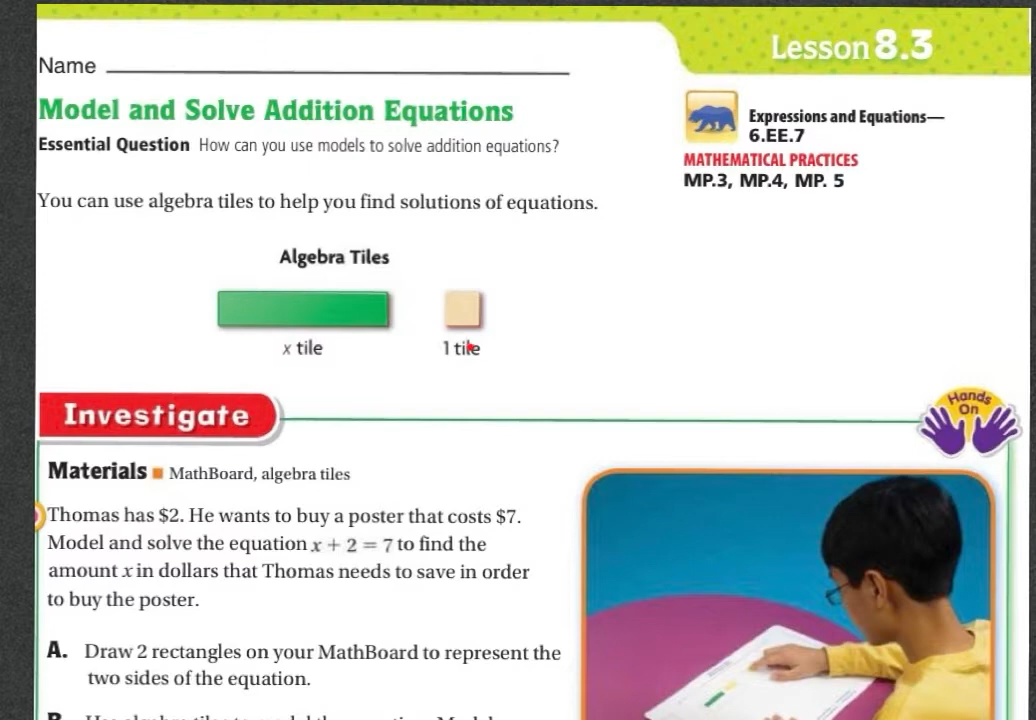 Lesson 8.3
Name
Model and Solve Addition Equations
Essential Question How can you use models to solve addition equations?
Expressions and Equations—
6.EE.7
MATHEMATICAL PRACTICES
MP.3, MP.4, MP. 5
You can use algebra tiles to help you find solutions of equations.
Algebra Tiles
x tile
1 tile
Investigate
Hands
On
Materials ■ MathBoard, algebra tiles
Thomas has $2. He wants to buy a poster that costs $7.
Model and solve the equation x + 2 = 7 to find the
amount x in dollars that Thomas needs to save in order
to buy the poster.
A. Draw 2 rectangles on your MathBoard to represent the
two sides of the equation.